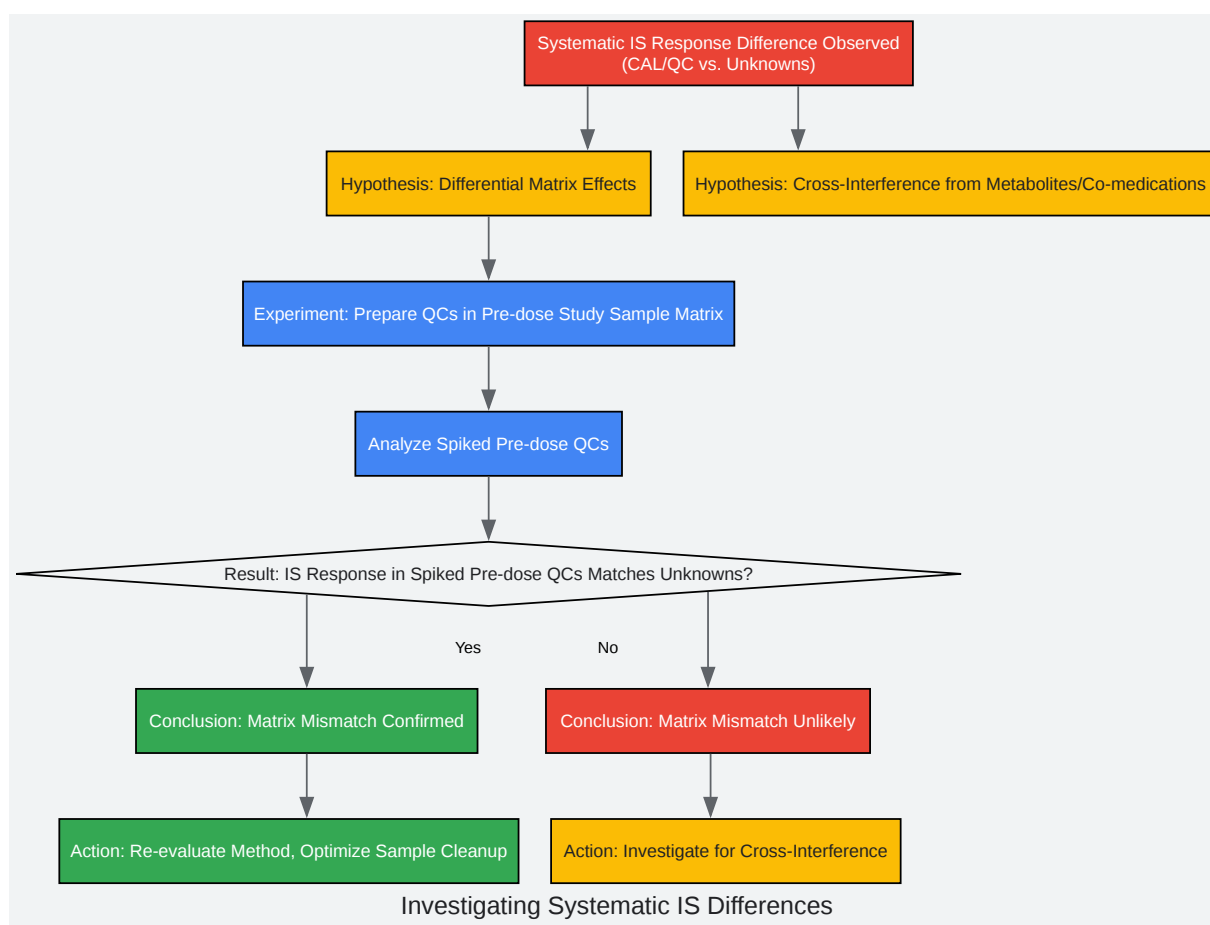 Systematic IS Response Difference Observed
(CAL/QC vs. Unknowns)
Hypothesis: Differential Matrix Effects
Hypothesis: Cross-Interference from Metabolites/Co-medications
Experiment: Prepare QCs in Pre-dose Study Sample Matrix
Analyze Spiked Pre-dose QCs
Result: IS Response in Spiked Pre-dose QCs Matches Unknowns?
Yes
No
Conclusion: Matrix Mismatch Confirmed
Conclusion: Matrix Mismatch Unlikely
Action: Re-evaluate Method, Optimize Sample Cleanup
Action: Investigate for Cross-Interference
Investigating Systematic IS Differences